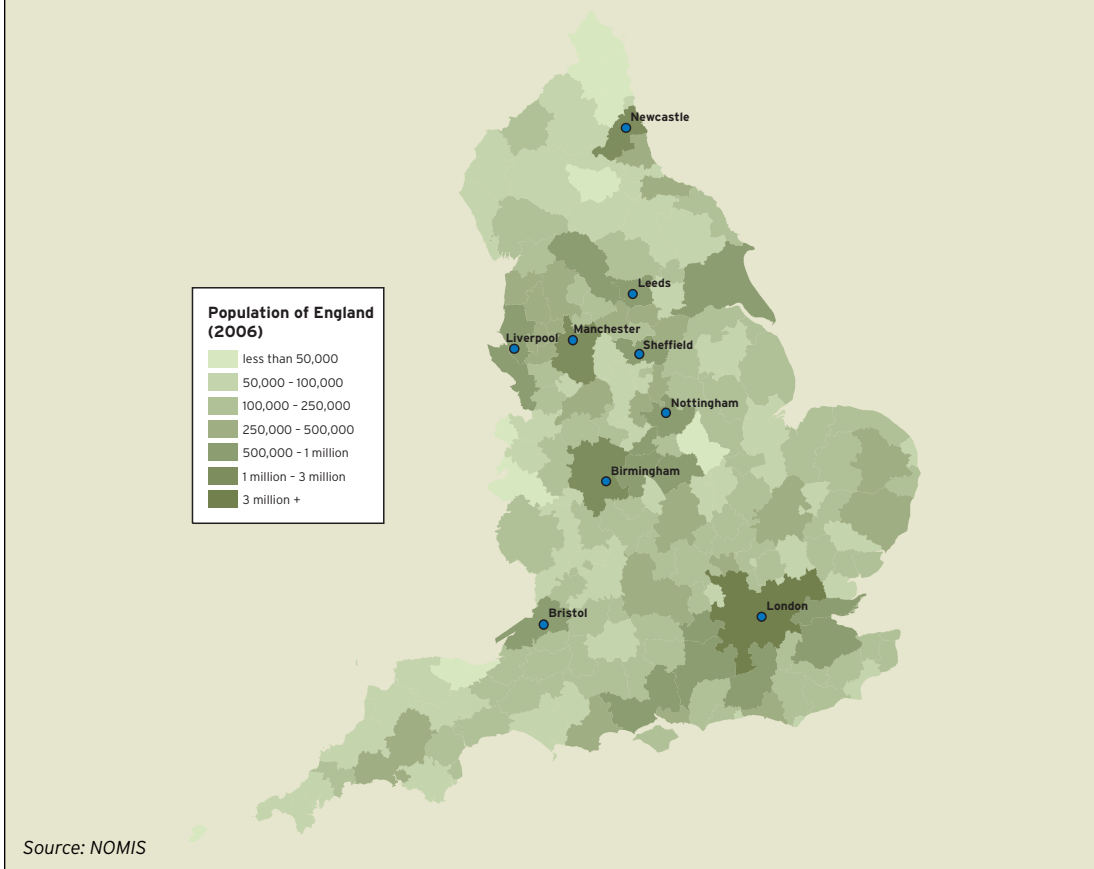 Newcastle
Leeds
Manchester
Liverpool
Sheffield
Nottingham
Birmingham
London
Bristol
Population of England
(2006)
less than 50,000
50,000 - 100,000
100,000 - 250,000
250,000 - 500,000
500,000 - 1 million
1 million - 3 million
3 million +
Source: NOMIS